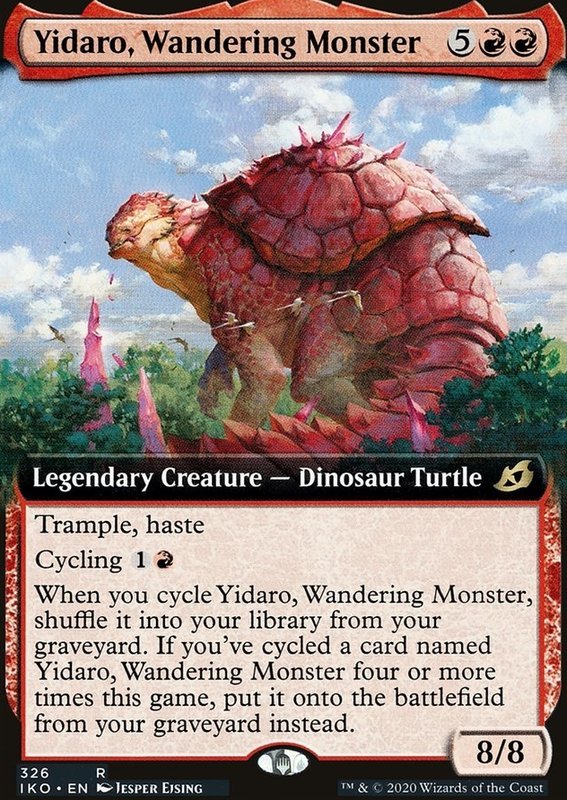 Yidaro, Wandering Monster 5
Legendary Creature — Dinosaur Turtle
Trample, haste
Cycling 1
When you cycle Yidaro, Wandering Monster,
shuffle it into your library from your
graveyard. If you've cycled a card named
Yidaro, Wandering Monster four or more
times this game, put it onto the battlefield
from your graveyard instead.
8/8
326 R
IKO • EN Jesper Ejsing
™ & © 2020 Wizards of the Coast